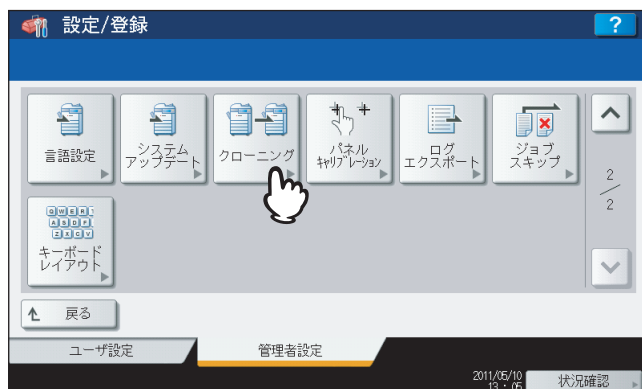 設定/登録
?
言語設定
システム
アップデート
クローニング
パネル
キャリブレーション
ログ
エクスポート
ジョブ
スキップ
2
2
QWERT
ASDF
ZXCV
キーボード
レイアウト
戻る
ユーザ設定
管理者設定
2011/05/10
13:05
状況確認